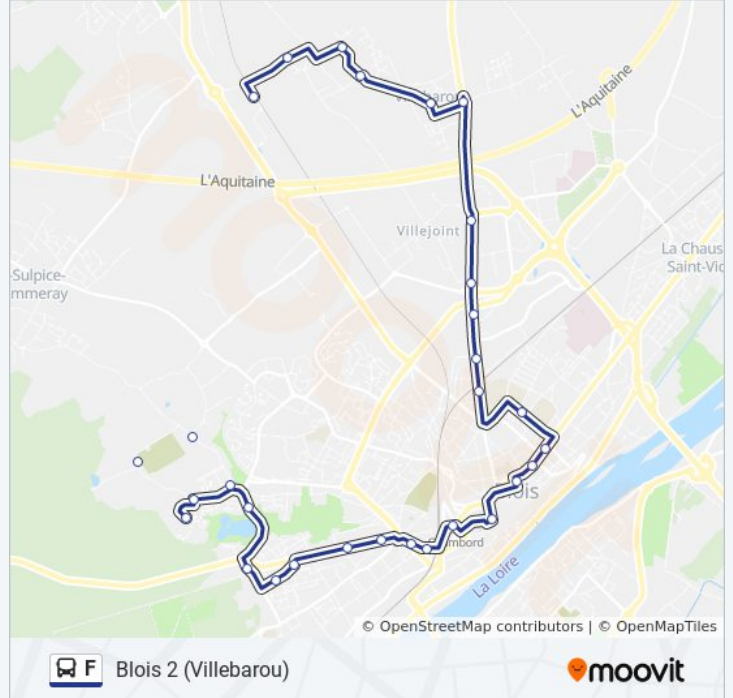 L'Aquitaine
L'Aquitaine
Villejoint
La Chaus
Saint-Vic
-Sulpice-
mmeray
ois
mbord
La Loire
© OpenStreetMap contributors | © OpenMapTiles
F Blois 2 (Villebarou)
moovit